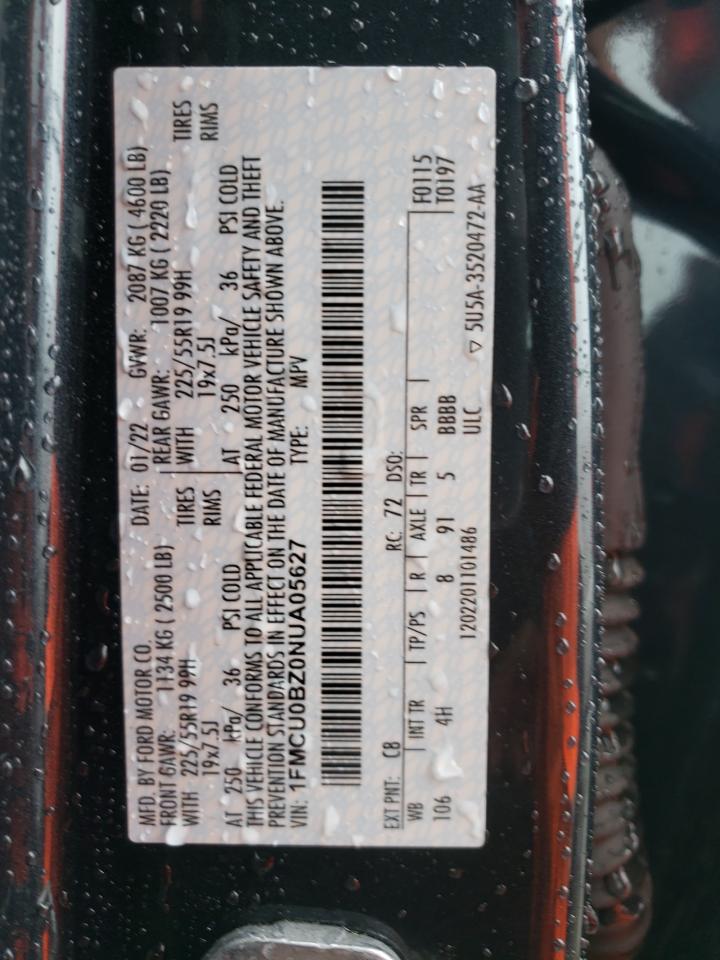 MFD. BY FORD MOTOR CO. DATE: 01/22 GVWR: 2087 KG ( 4600 LB)
FRONT GAWR: 1134 KG ( 2500 LB) REAR GAWR: 1007 KG ( 2220 LB)
WITH 225/55R19 99H TIRES WITH 225/55R19 99H TIRES
19x7.5J RIMS 19x7.5J RIMS
AT 250 kPa/ 36 PSI COLD AT 250 kPa/ 36 PSI COLD
THIS VEHICLE CONFORMS TO ALL APPLICABLE FEDERAL MOTOR VEHICLE SAFETY AND THEFT
PREVENTION STANDARDS IN EFFECT ON THE DATE OF MANUFACTURE SHOWN ABOVE.
VIN: 1FMCU0BZ0NUA05627 TYPE: MPV
EXT PNT: C8 RC: 72 DSO:
WB INT TR TP/PS R AXLE TR SPR F0115
106 4H 8 91 5 BBBB T0197
1202201101486 ULC
▽ 5U5A-3520472-AA